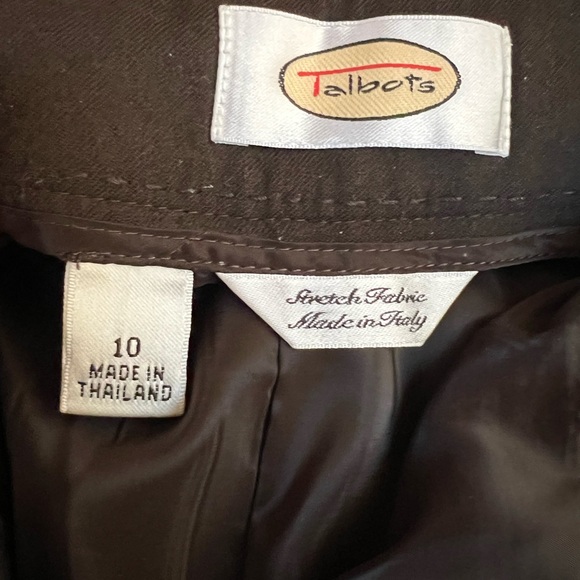 Talbots
Stretch Fabric
Made in Italy
10
MADE IN
THAILAND